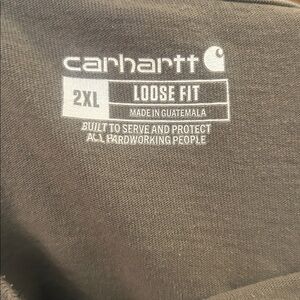 carhartt
2XL LOOSE FIT
MADE IN GUATEMALA
BUILT TO SERVE AND PROTECT
ALL HARDWORKING PEOPLE